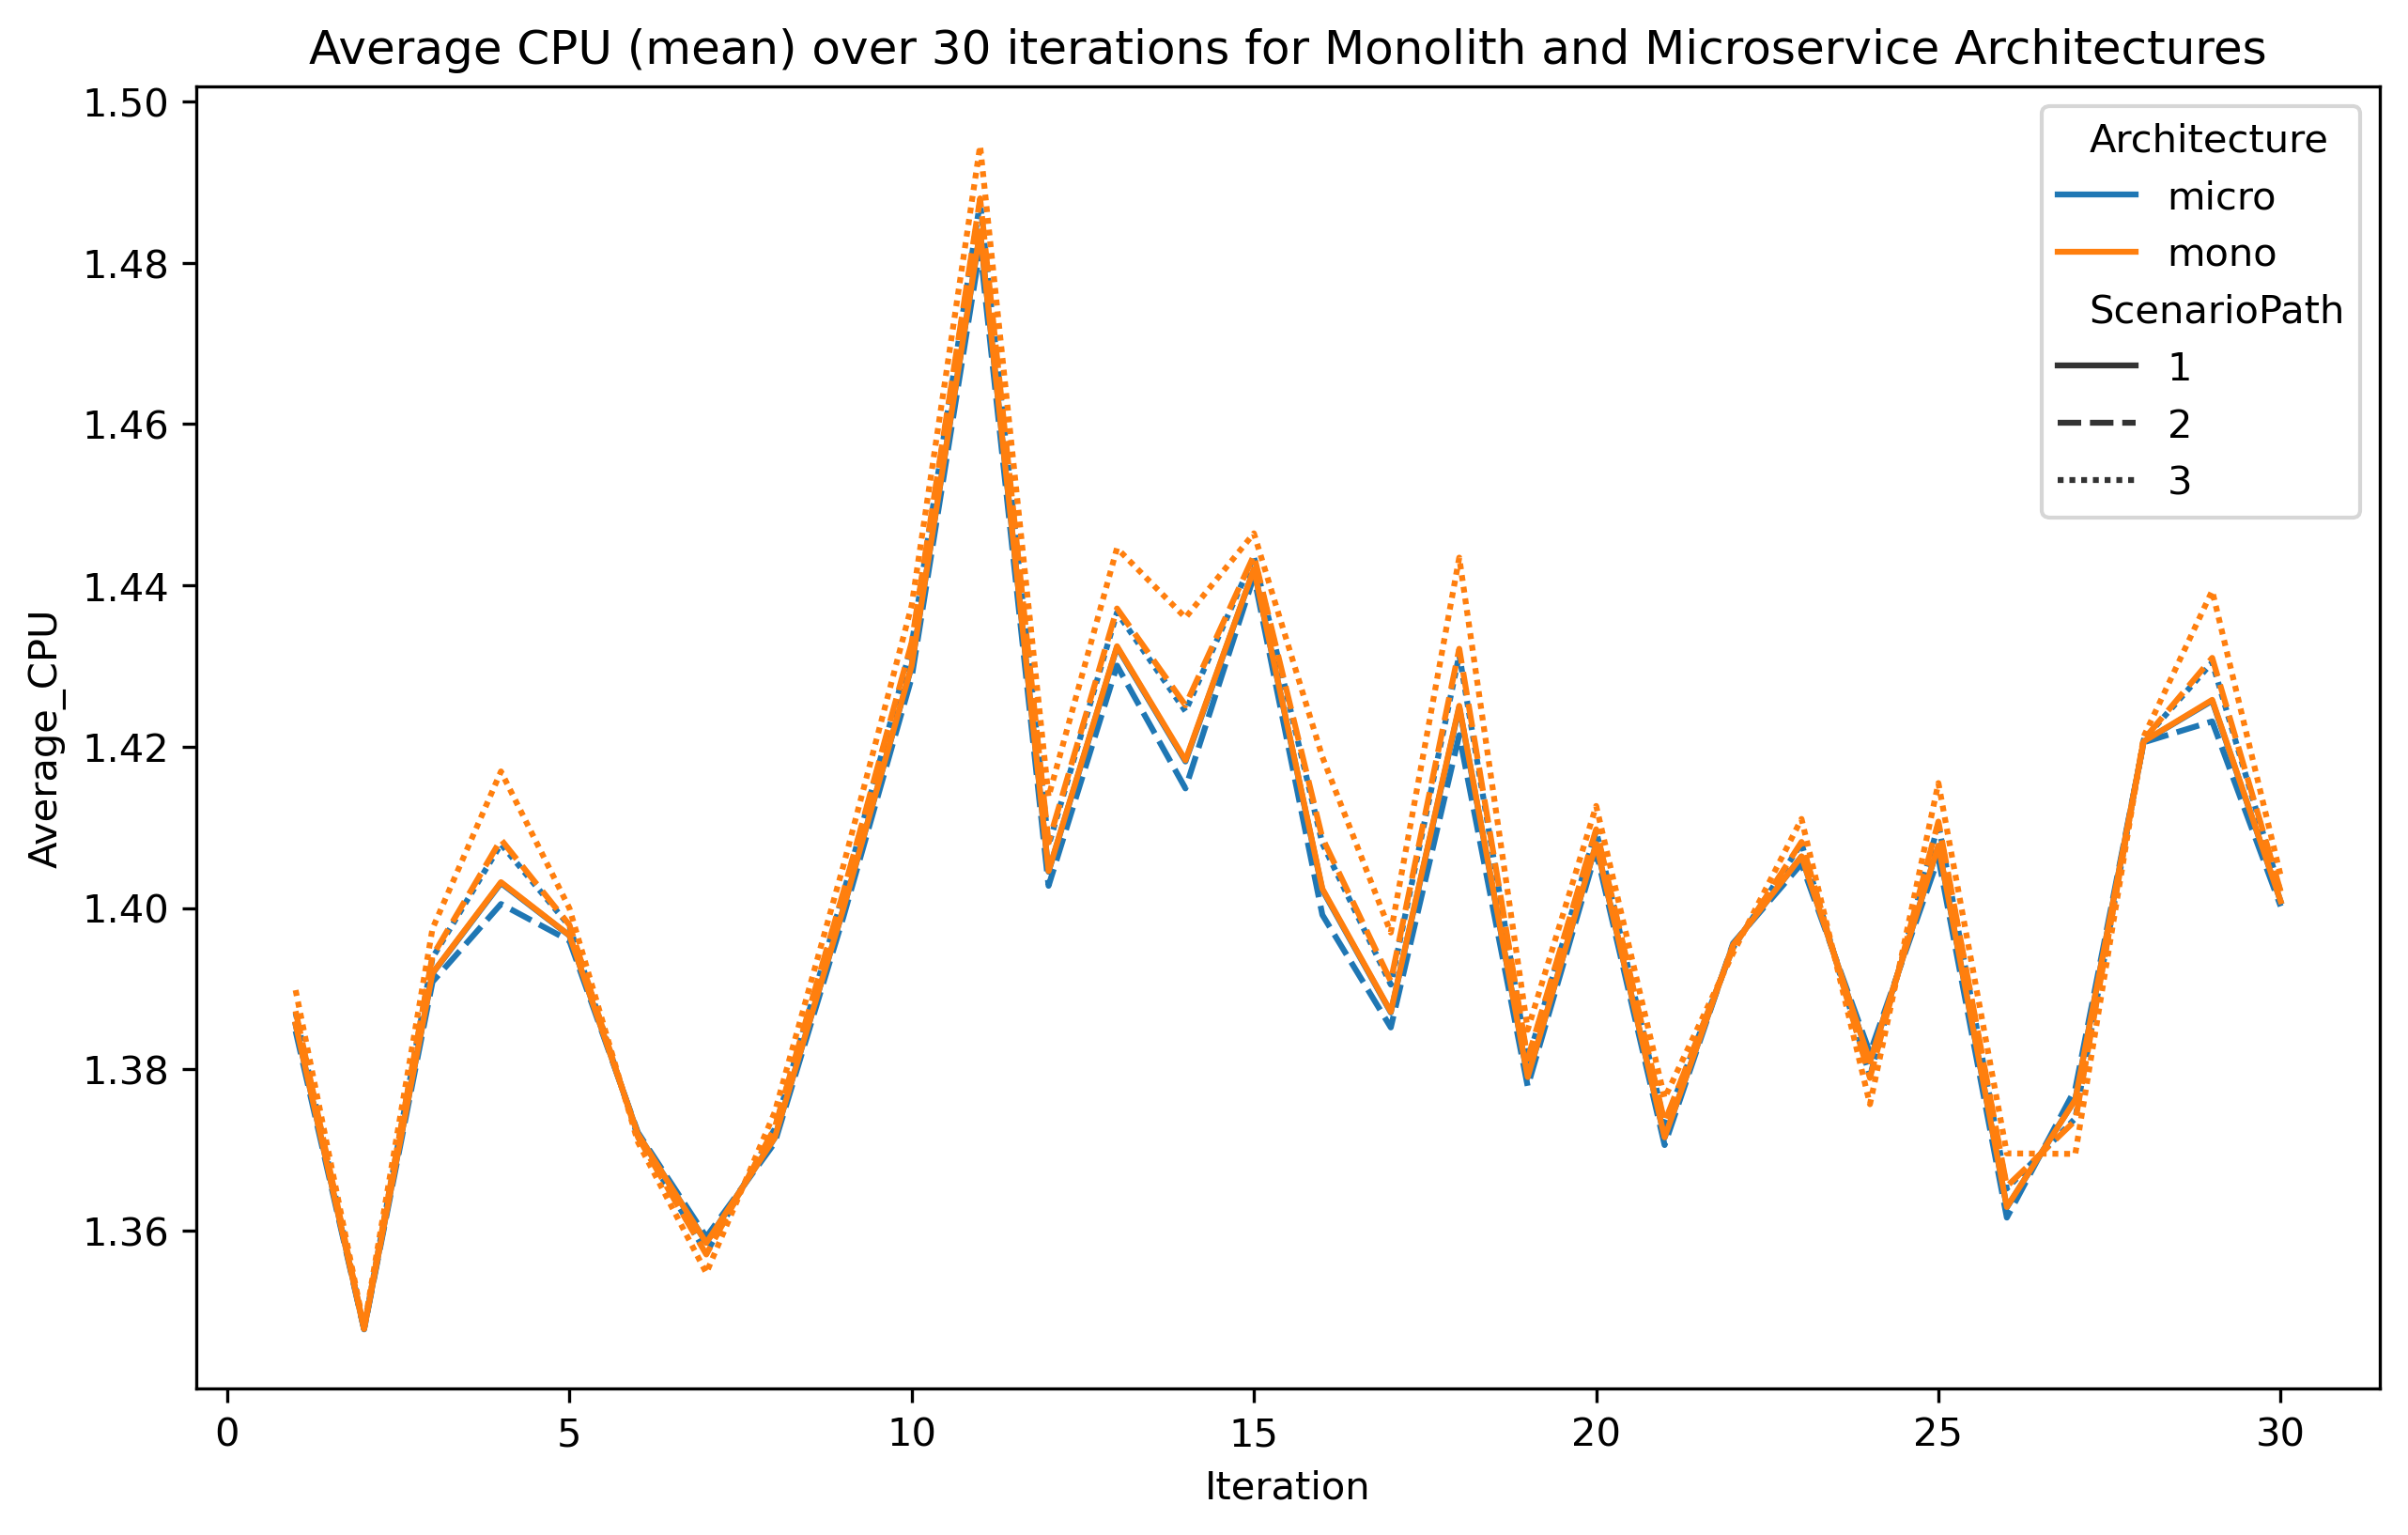 Average CPU (mean) over 30 iterations for Monolith and Microservice Architectures
1.50
1.48
1.46
1.44
1.42
1.40
1.38
1.36
Average_CPU
Architecture
micro
mono
ScenarioPath
1
2
3
0 5 10 15 20 25 30
Iteration